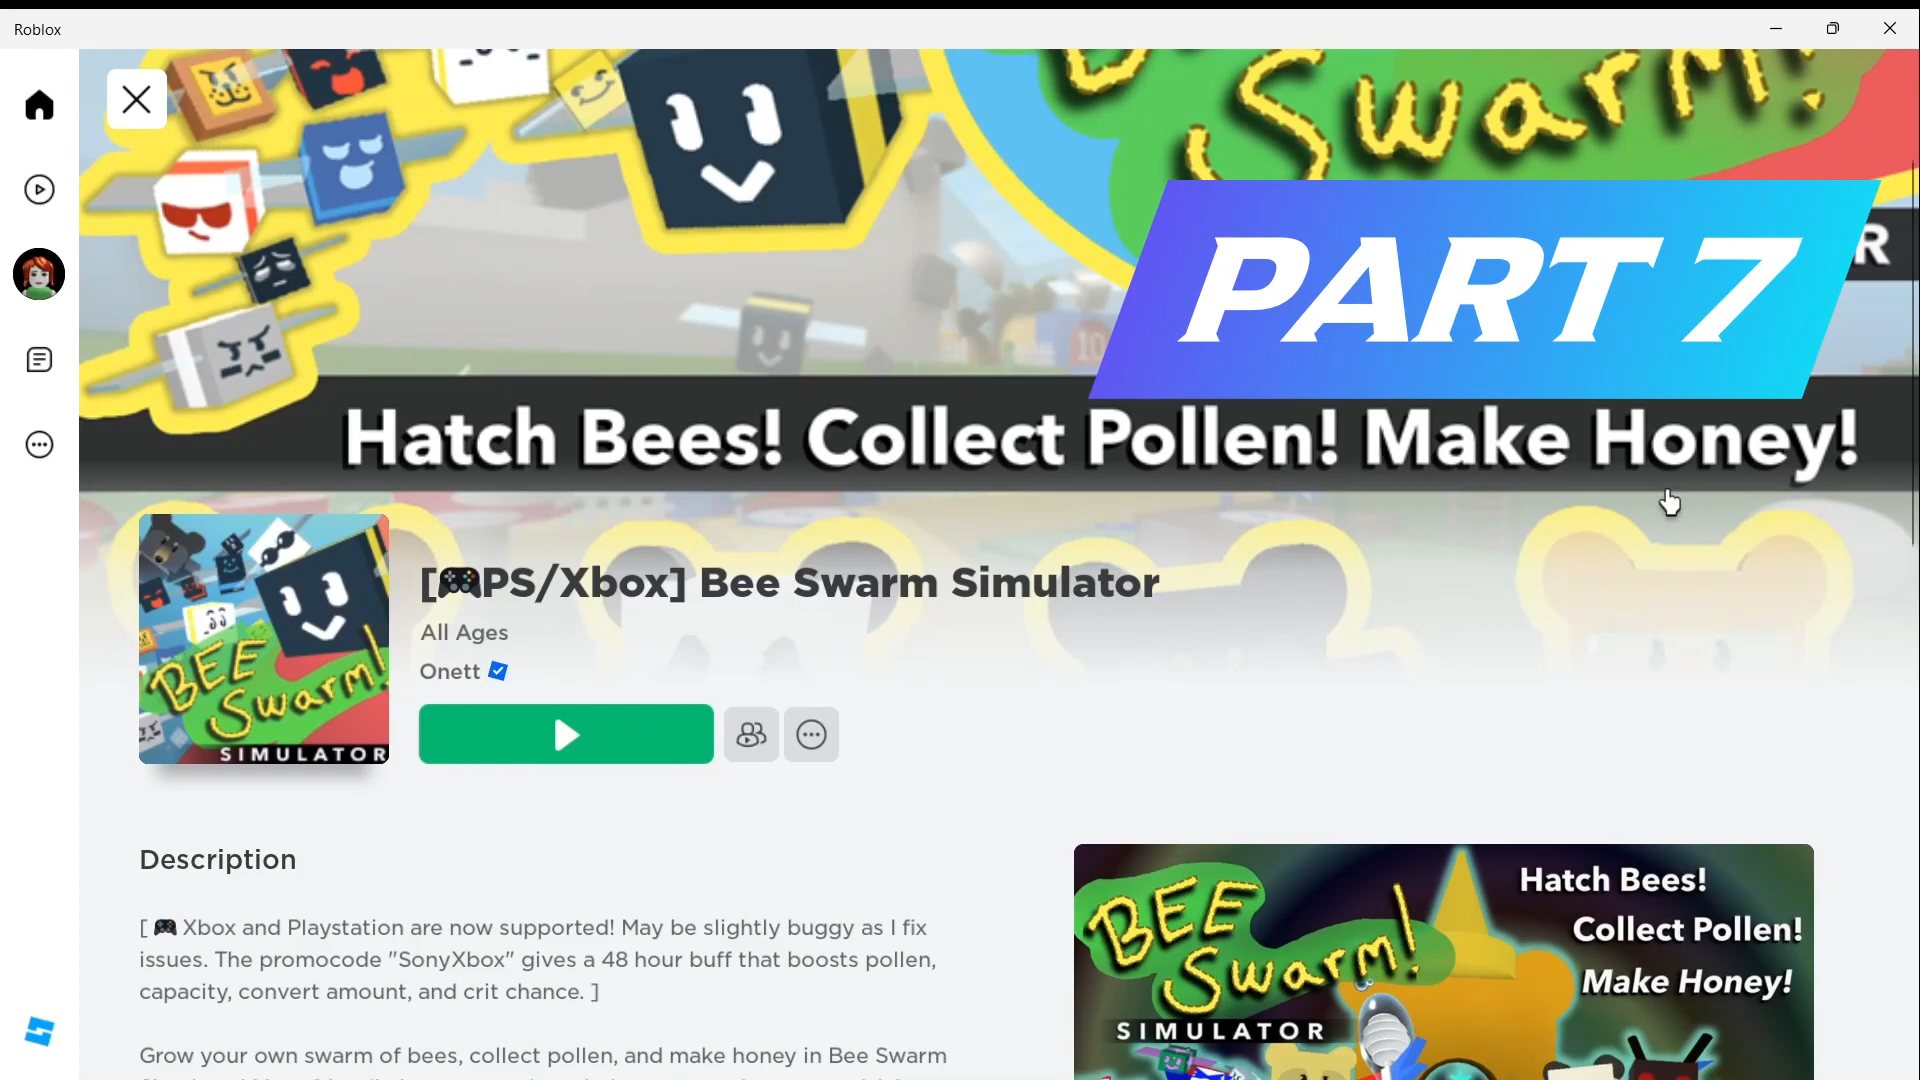 Roblox
Swarm!
R
PART 7
10
Hatch Bees! Collect Pollen! Make Honey!
[🎮PS/Xbox] Bee Swarm Simulator
All Ages
Onett
BEE
Swarm!
SIMULATOR
Description
[ 🎮 Xbox and Playstation are now supported! May be slightly buggy as I fix
issues. The promocode "SonyXbox" gives a 48 hour buff that boosts pollen,
capacity, convert amount, and crit chance. ]
Grow your own swarm of bees, collect pollen, and make honey in Bee Swarm
Hatch Bees!
Collect Pollen!
Make Honey!
BEE
Swarm!
SIMULATOR